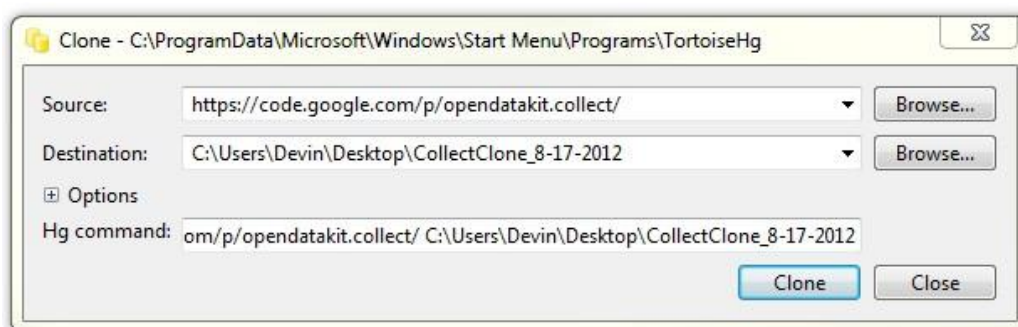 Clone - C:\ProgramData\Microsoft\Windows\Start Menu\Programs\TortoiseHg
Source: https://code.google.com/p/opendatakit.collect/ Browse...
Destination: C:\Users\Devin\Desktop\CollectClone_8-17-2012 Browse...
Options
Hg command: om/p/opendatakit.collect/ C:\Users\Devin\Desktop\CollectClone_8-17-2012
Clone Close